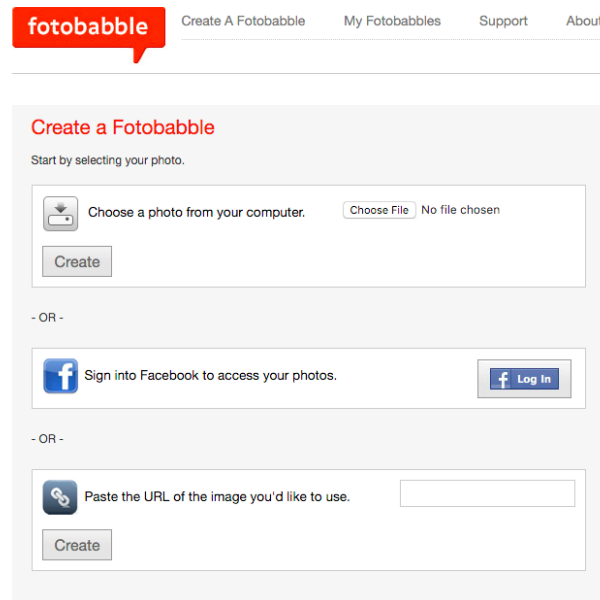 fotobabble
Create A Fotobabble My Fotobabbles Support About
Create a Fotobabble
Start by selecting your photo.
Choose a photo from your computer. Choose File No file chosen
Create
- OR -
Sign into Facebook to access your photos. f Log In
- OR -
Paste the URL of the image you'd like to use.
Create